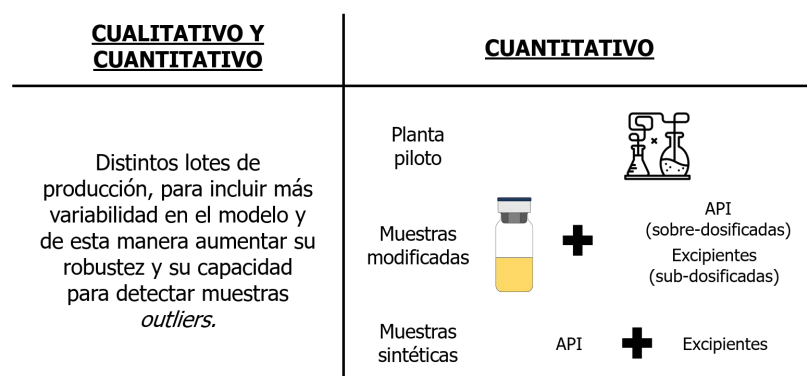 CUALITATIVO Y
CUANTITATIVO
CUANTITATIVO
Distintos lotes de
producción, para incluir más
variabilidad en el modelo y
de esta manera aumentar su
robustez y su capacidad
para detectar muestras
outliers.
Planta
piloto
Muestras
modificadas
API
(sobre-dosificadas)
Excipientes
(sub-dosificadas)
Muestras
sintéticas
API
Excipientes